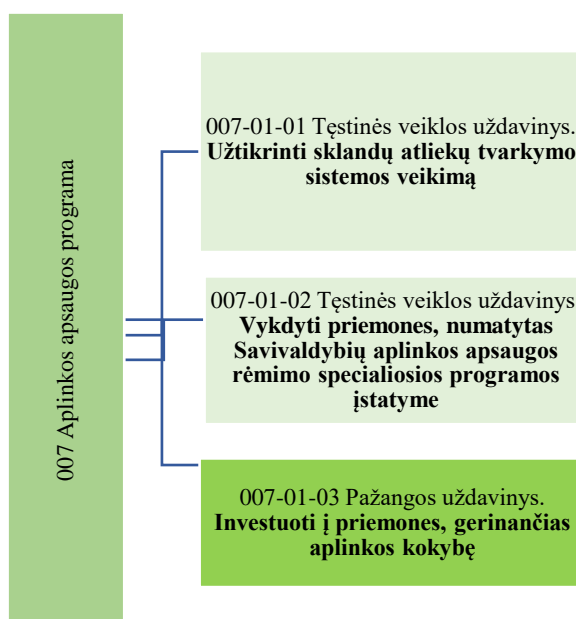 007 Aplinkos apsaugos programa
007-01-01 Tęstinės veiklos uždavinys.
Užtikrinti sklandų atliekų tvarkymo
sistemos veikimą
007-01-02 Tęstinės veiklos uždavinys
Vykdyti priemones, numatytas
Savivaldybių aplinkos apsaugos
rėmimo specialiosios programos
įstatyme
007-01-03 Pažangos uždavinys.
Investuoti į priemones, gerinančias
aplinkos kokybę